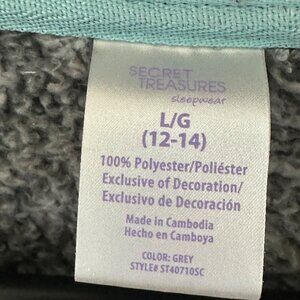 SECRET
TREASURES
sleepwear
L/G
(12-14)
100% Polyester/Poliéster
Exclusive of Decoration/
Exclusivo de Decoración
Made in Cambodia
Hecho en Camboya
COLOR: GREY
STYLE# ST40710SC